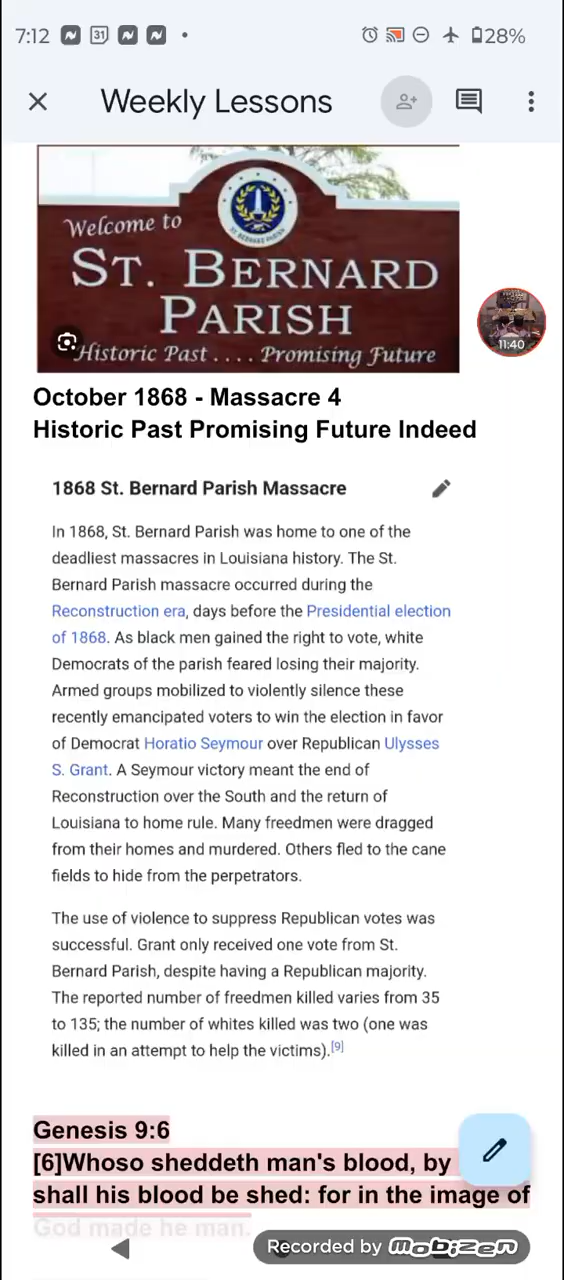 7:12 31 28%
Weekly Lessons
Welcome to
ST. BERNARD
PARISH
Historic Past . . . . Promising Future
11:40
October 1868 - Massacre 4
Historic Past Promising Future Indeed
1868 St. Bernard Parish Massacre
In 1868, St. Bernard Parish was home to one of the
deadliest massacres in Louisiana history. The St.
Bernard Parish massacre occurred during the
Reconstruction era, days before the Presidential election
of 1868. As black men gained the right to vote, white
Democrats of the parish feared losing their majority.
Armed groups mobilized to violently silence these
recently emancipated voters to win the election in favor
of Democrat Horatio Seymour over Republican Ulysses
S. Grant. A Seymour victory meant the end of
Reconstruction over the South and the return of
Louisiana to home rule. Many freedmen were dragged
from their homes and murdered. Others fled to the cane
fields to hide from the perpetrators.
The use of violence to suppress Republican votes was
successful. Grant only received one vote from St.
Bernard Parish, despite having a Republican majority.
The reported number of freedmen killed varies from 35
to 135; the number of whites killed was two (one was
killed in an attempt to help the victims).[9]
Genesis 9:6
[6]Whoso sheddeth man's blood, by
shall his blood be shed: for in the image of
God made he man.
Recorded by mobizen